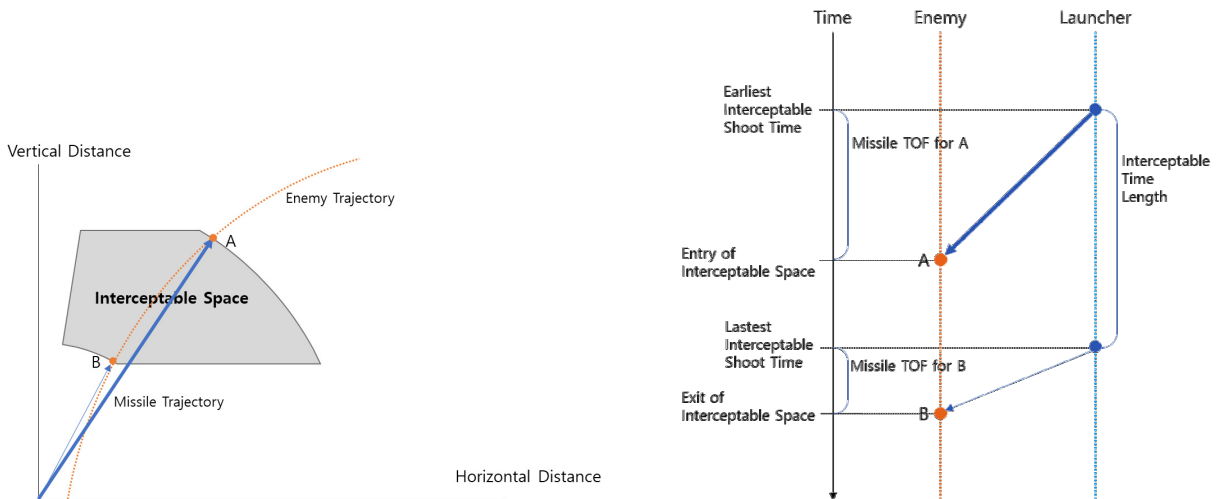 Vertical Distance
Enemy Trajectory
A
Interceptable Space
B
Missile Trajectory
Horizontal Distance
Time
Enemy
Launcher
Earliest
Interceptable
Shoot Time
Missile TOF for A
Interceptable
Time
Length
Entry of
Interceptable Space
A
Lastest
Interceptable
Shoot Time
Missile TOF for B
Exit of
Interceptable Space
B